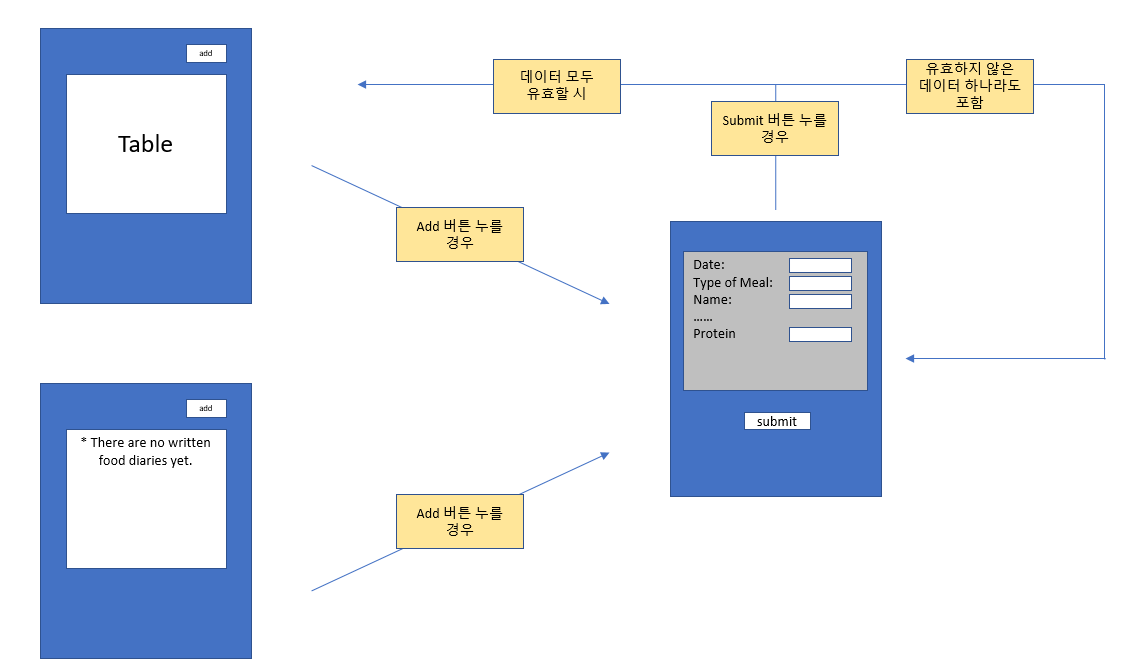 add
Table
데이터 모두
유효할 시
유효하지 않은
데이터 하나라도
포함
Submit 버튼 누를
경우
Add 버튼 누를
경우
Date:
Type of Meal:
Name:
......
Protein
submit
add
* There are no written
food diaries yet.
Add 버튼 누를
경우